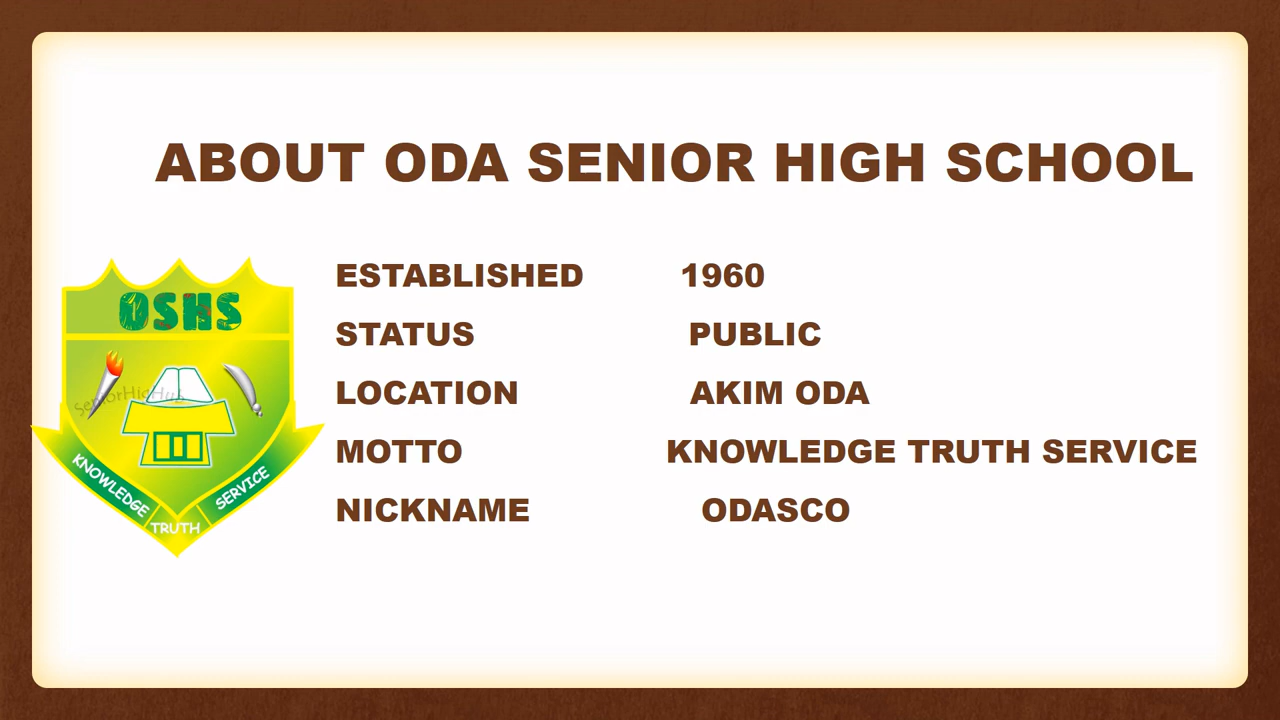 ABOUT ODA SENIOR HIGH SCHOOL
OSHS
SeniorHigHub
KNOWLEDGE
TRUTH
SERVICE
ESTABLISHED 1960
STATUS PUBLIC
LOCATION AKIM ODA
MOTTO KNOWLEDGE TRUTH SERVICE
NICKNAME ODASCO